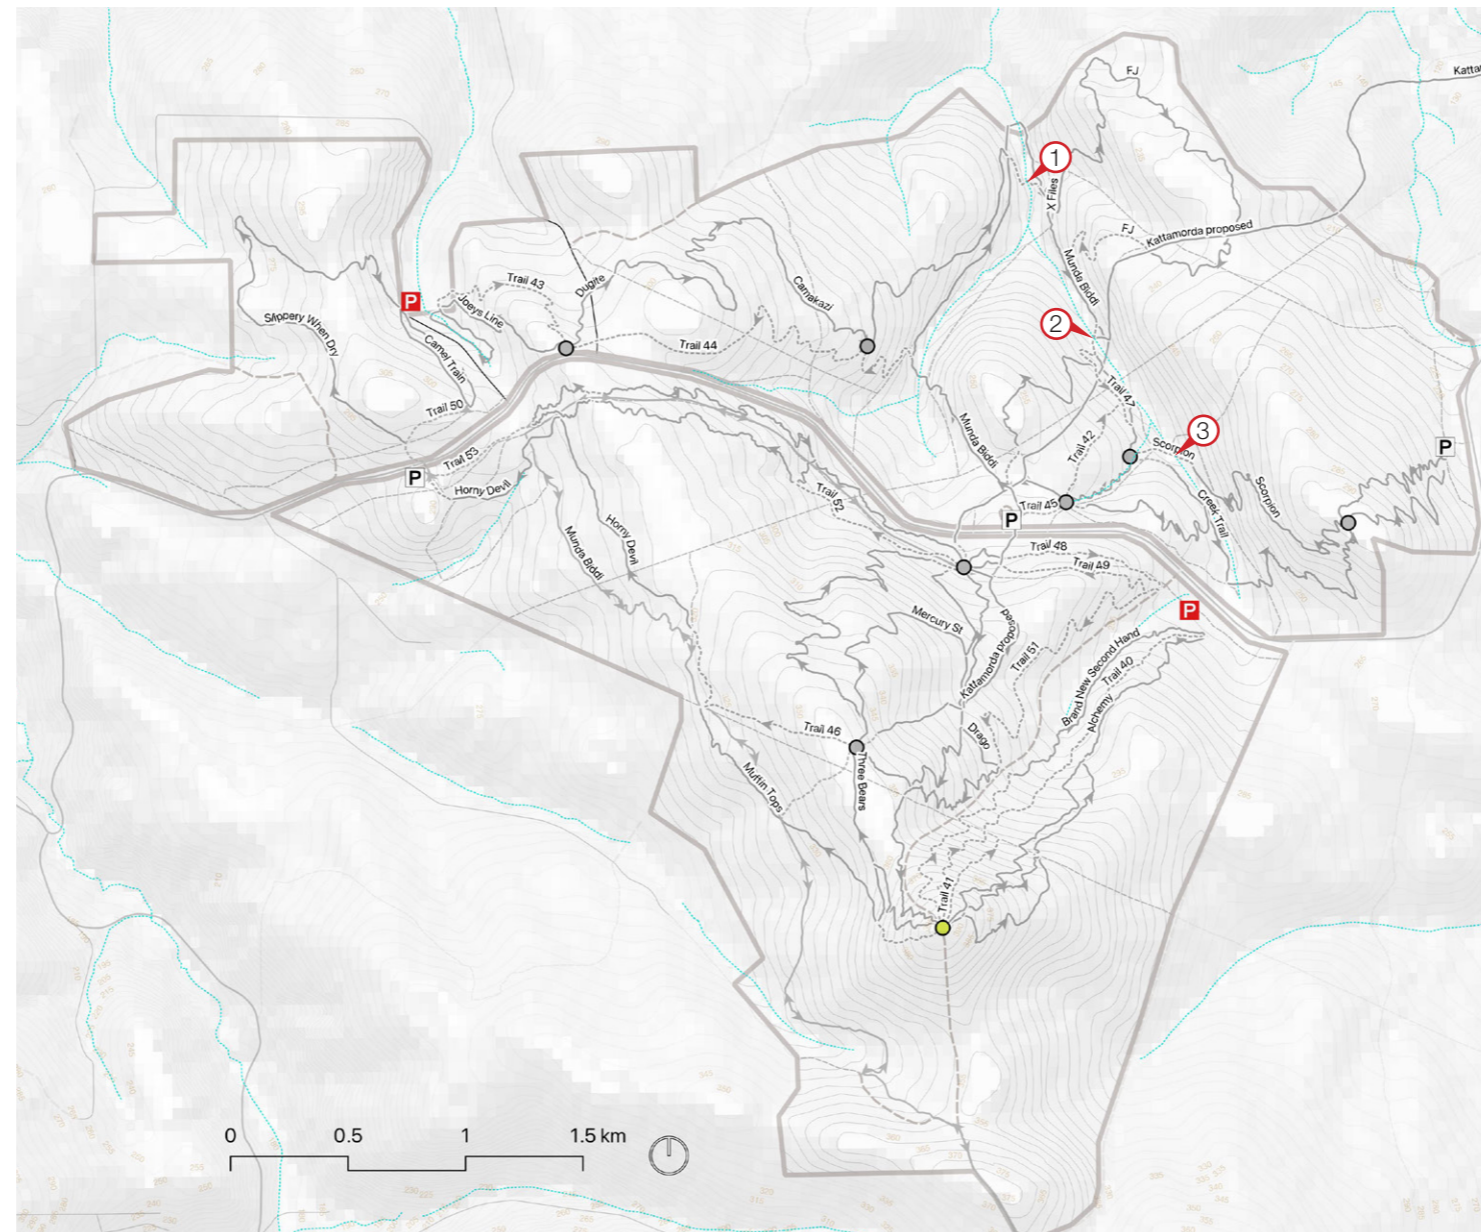 FJ
Kattar
1
X Files
FJ
Kattamorda proposed
Munda Biddi
Trail 43
Dugite
Joeys Line
P
Slippery When Dry
Camel Train
Camakazi
Trail 44
2
Trail 50
Trail 47
Trail 42
Munda Biddi
3
Scorpion
P
Trail 53
P
Horny Devil
Trail 52
Scorpion
Creek Trail
Trail 45
P
Horny Devil
Munda Biddi
Trail 48
Trail 49
P
Mercury St
Kattamorda proposed
Trail 51
Brand New Second Hand
Trail 40
Alchemy
Trail 46
Drago
Three Bears
Muffin Tops
Trail 41
0
0.5
1
1.5 km